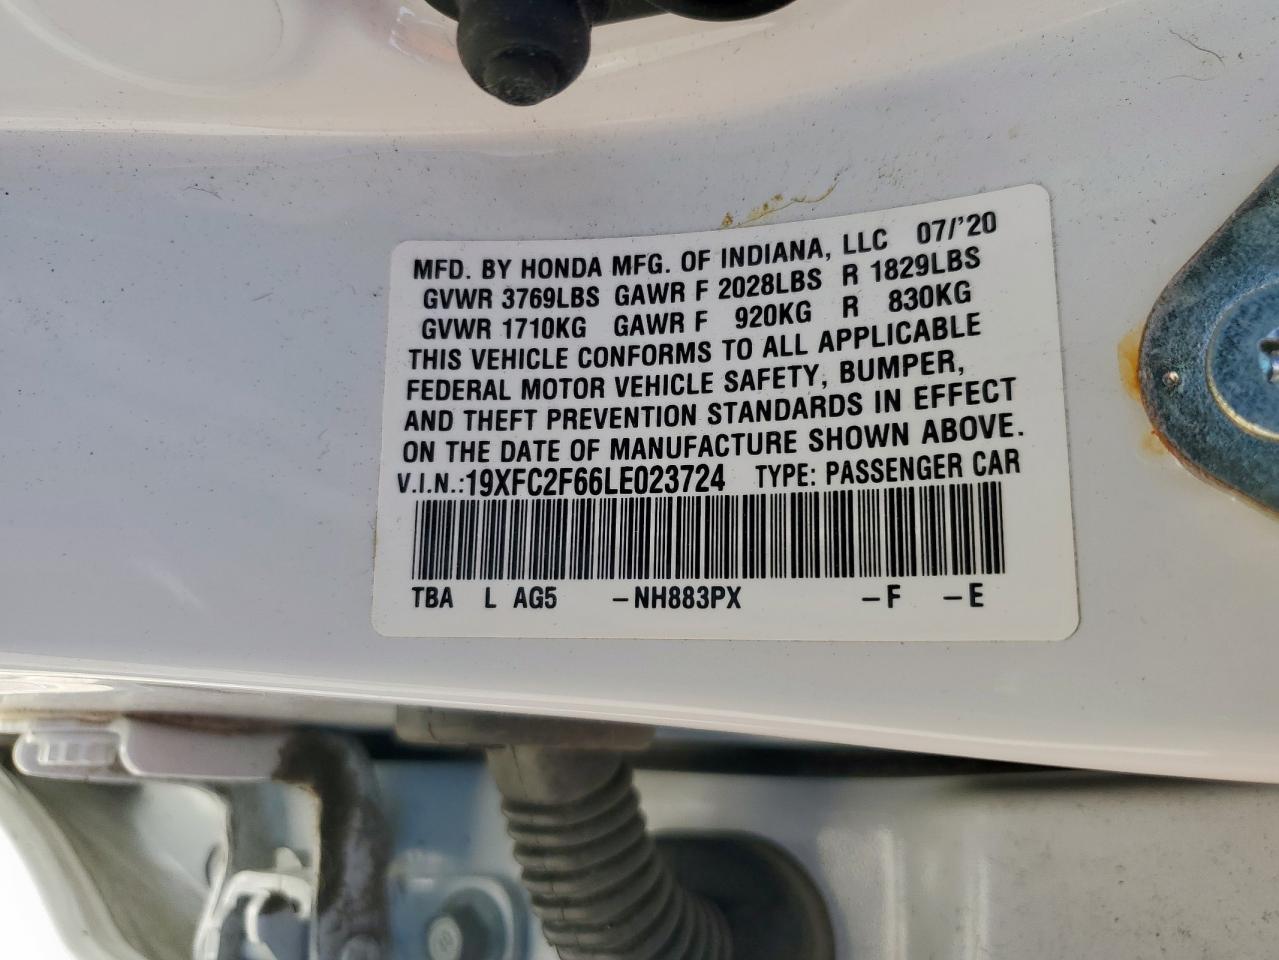 MFD. BY HONDA MFG. OF INDIANA, LLC 07/'20
GVWR 3769LBS GAWR F 2028LBS R 1829LBS
GVWR 1710KG GAWR F 920KG R 830KG
THIS VEHICLE CONFORMS TO ALL APPLICABLE
FEDERAL MOTOR VEHICLE SAFETY, BUMPER,
AND THEFT PREVENTION STANDARDS IN EFFECT
ON THE DATE OF MANUFACTURE SHOWN ABOVE.
V.I.N.:19XFC2F66LE023724 TYPE: PASSENGER CAR
TBA L AG5 –NH883PX –F –E